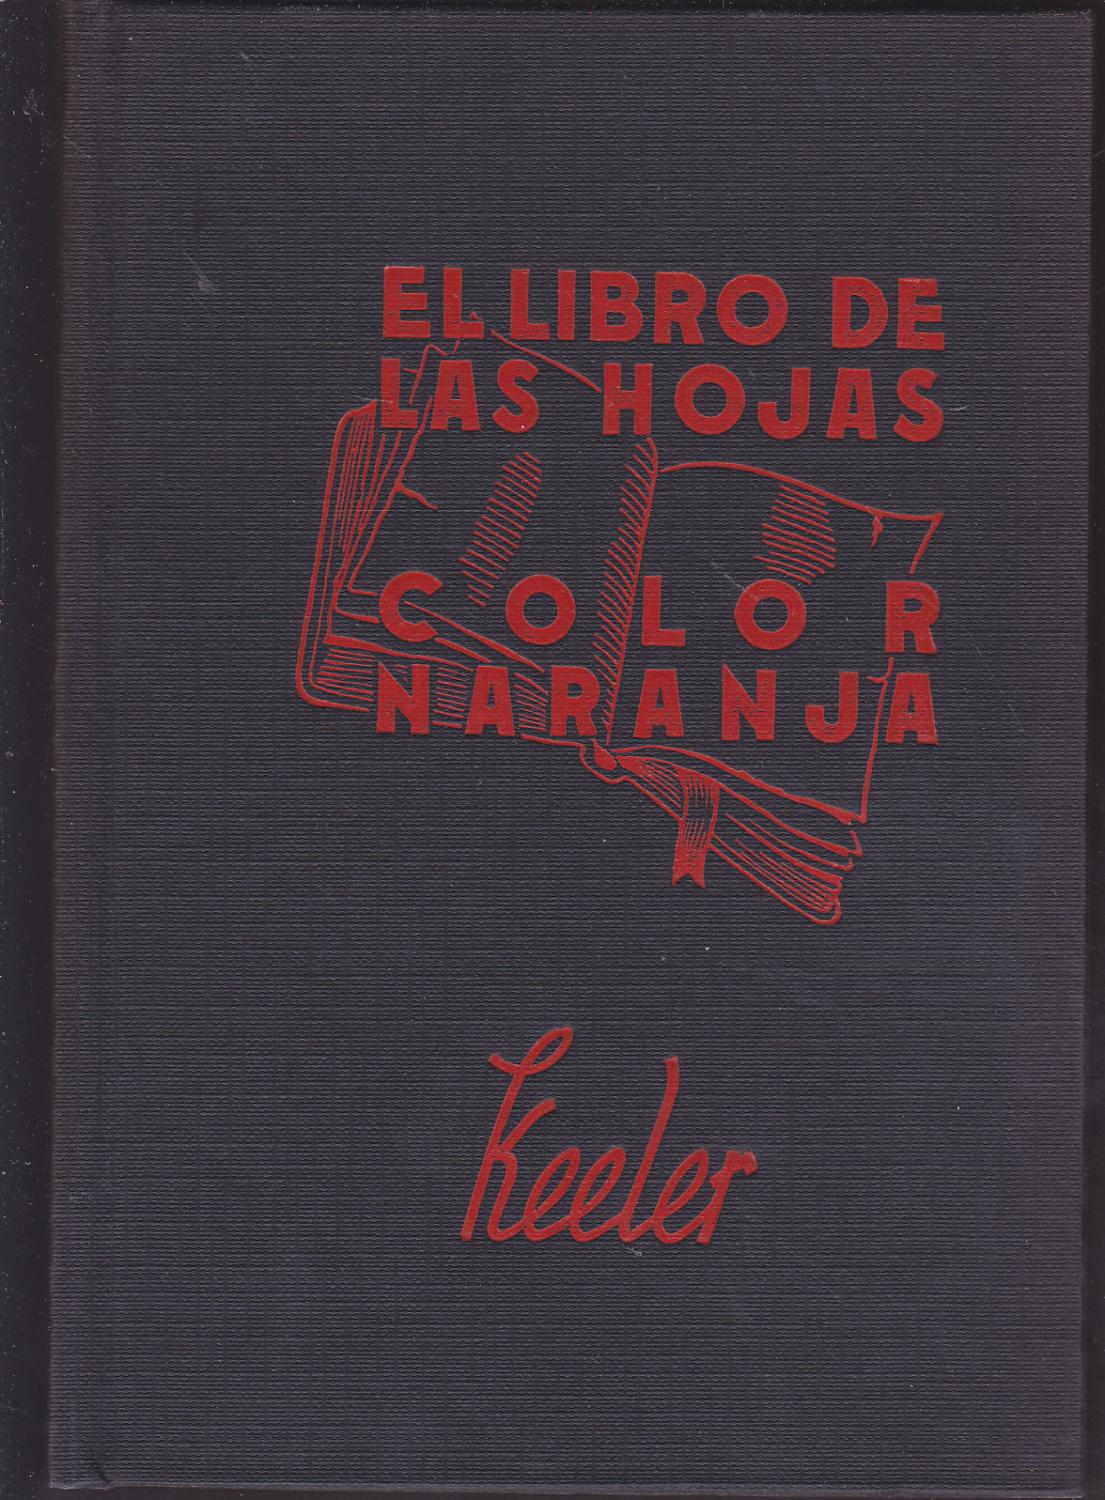 EL LIBRO DE
LAS HOJAS
COLOR
NARANJA
Keeler